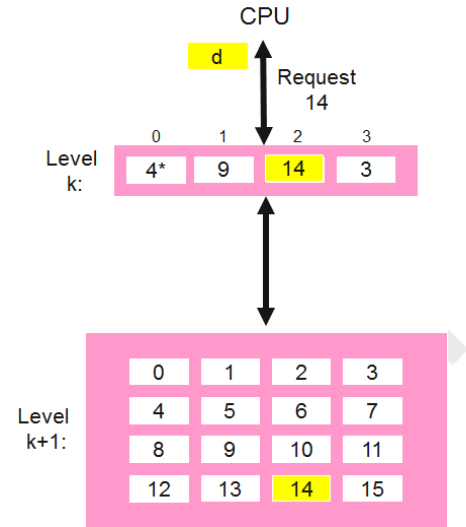 CPU
d
Request
14
0 1 2 3
Level
k:
4* 9 14 3
0 1 2 3
Level
k+1:
4 5 6 7
8 9 10 11
12 13 14 15